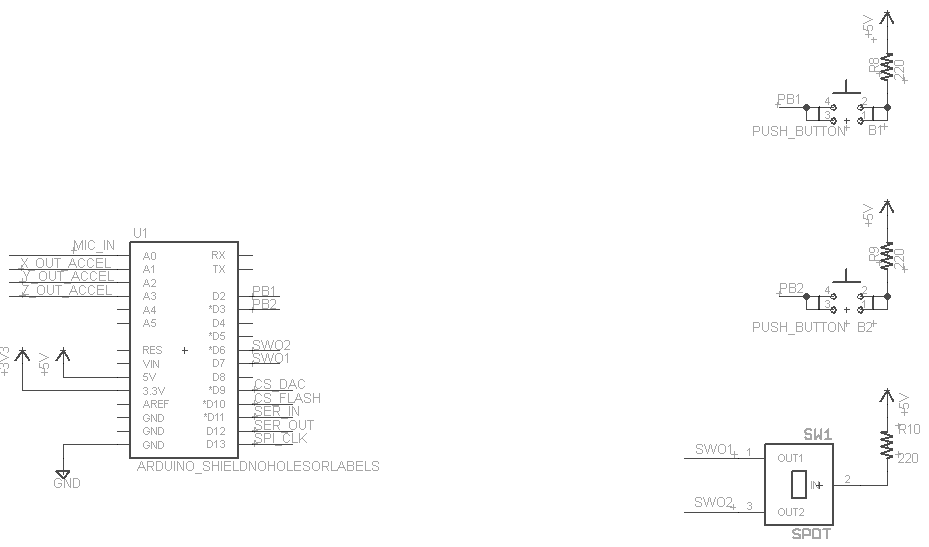 +5V
R8
220
PB1
4 2
3 1
PUSH_BUTTON B1
+5V
R9
220
PB2
4 2
3 1
PUSH_BUTTON B2
U1
MIC_IN A0 RX
X_OUT_ACCEL A1 TX
Y_OUT_ACCEL A2
Z_OUT_ACCEL A3 D2 PB1
A4 *D3 PB2
A5 D4
*D5
RES *D6 SWO2
VIN D7 SWO1
5V D8
3.3V *D9 CS_DAC
AREF *D10 CS_FLASH
GND *D11 SER_IN
GND D12 SER_OUT
GND D13 SPI_CLK
+3V3
+5V
GND
ARDUINO_SHIELDNOHOLESORLABELS
+5V
R10
220
SW1
SWO1 1 OUT1
IN 2
SWO2 3 OUT2
SPDT